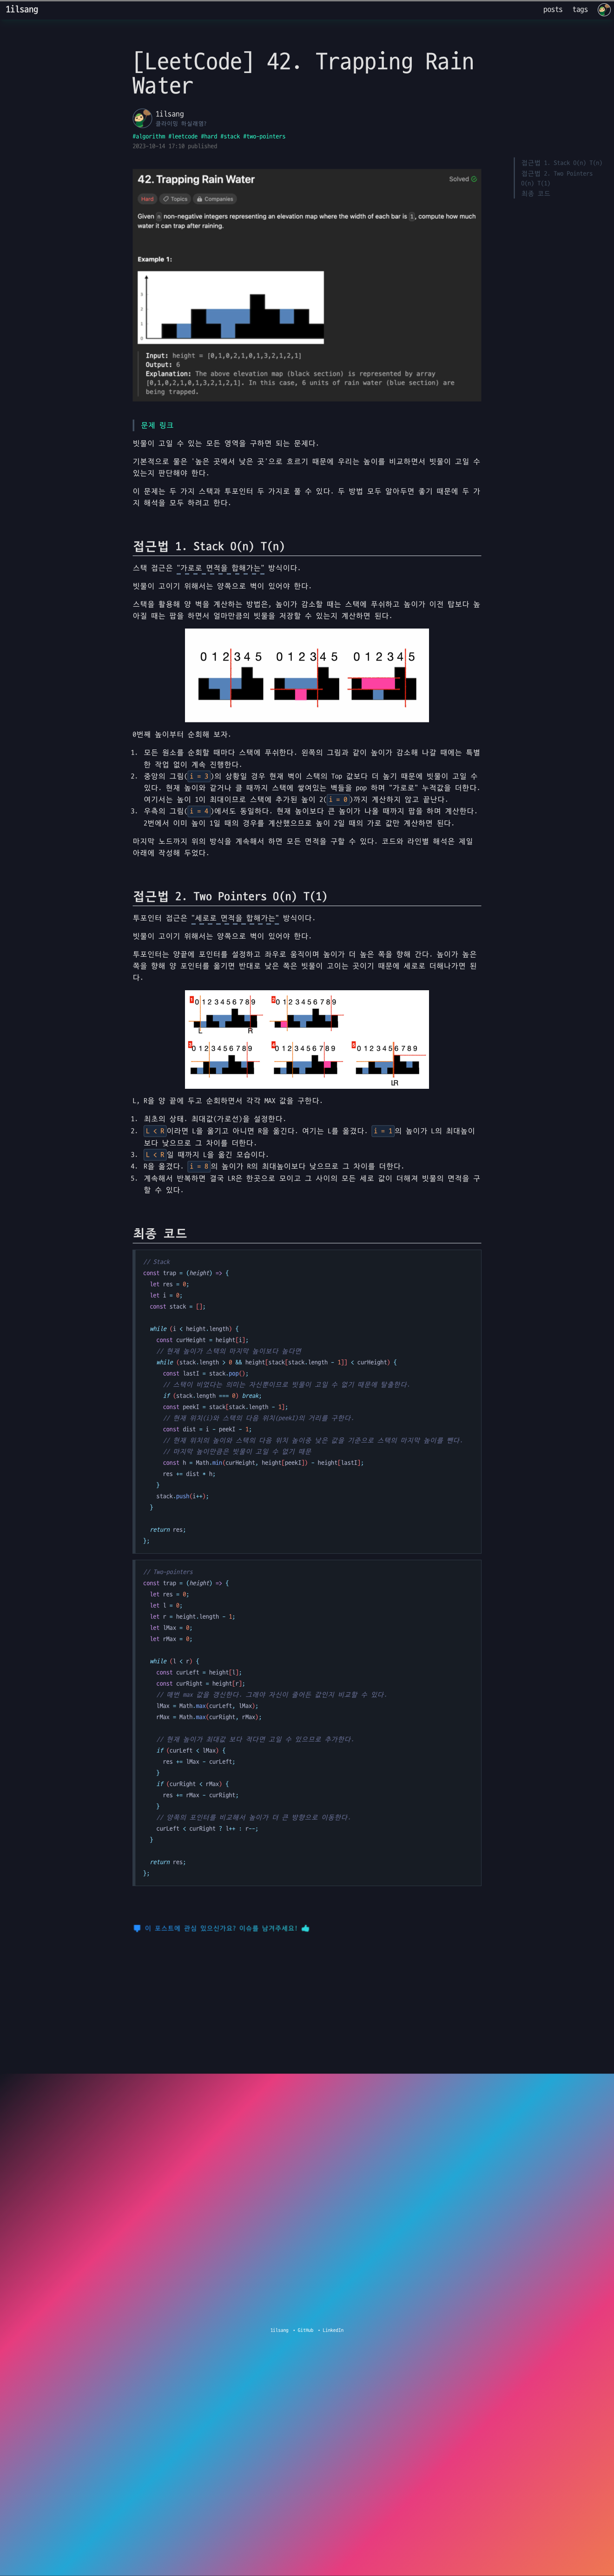 1ilsang
posts tags
[LeetCode] 42. Trapping Rain
Water
1ilsang
클라이밍 하실래염?
#algorithm #leetcode #hard #stack #two-pointers
2023-10-14 17:10 published
접근법 1. Stack O(n) T(n)
접근법 2. Two Pointers
O(n) T(1)
최종 코드
42. Trapping Rain Water
Solved
Hard Topics Companies
Given n non-negative integers representing an elevation map where the width of each bar is 1, compute how much
water it can trap after raining.
Example 1:
Input: height = [0,1,0,2,1,0,1,3,2,1,2,1]
Output: 6
Explanation: The above elevation map (black section) is represented by array
[0,1,0,2,1,0,1,3,2,1,2,1]. In this case, 6 units of rain water (blue section) are
being trapped.
문제 링크
빗물이 고일 수 있는 모든 영역을 구하면 되는 문제다.
기본적으로 물은 '높은 곳에서 낮은 곳'으로 흐르기 때문에 우리는 높이를 비교하면서 빗물이 고일 수
있는지 판단해야 한다.
이 문제는 두 가지 스택과 투포인터 두 가지로 풀 수 있다. 두 방법 모두 알아두면 좋기 때문에 두 가
지 해석을 모두 하려고 한다.
접근법 1. Stack O(n) T(n)
스택 접근은 "가로로 면적을 합해가는" 방식이다.
빗물이 고이기 위해서는 양쪽으로 벽이 있어야 한다.
스택을 활용해 양 벽을 계산하는 방법은, 높이가 감소할 때는 스택에 푸쉬하고 높이가 이전 탑보다 높
아질 때는 팝을 하면서 얼마만큼의 빗물을 저장할 수 있는지 계산하면 된다.
0 1 2 3 4 5 0 1 2 3 4 5 0 1 2 3 4 5
0번째 높이부터 순회해 보자.
1. 모든 원소를 순회할 때마다 스택에 푸쉬한다. 왼쪽의 그림과 같이 높이가 감소해 나갈 때에는 특별
한 작업 없이 계속 진행한다.
2. 중앙의 그림(i = 3)의 상황일 경우 현재 벽이 스택의 Top 값보다 더 높기 때문에 빗물이 고일 수
있다. 현재 높이와 같거나 클 때까지 스택에 쌓여있는 벽들을 pop 하며 "가로로" 누적값을 더한다.
여기서는 높이 1이 최대이므로 스택에 추가된 높이 2(i = 0)까지 계산하지 않고 끝난다.
3. 우측의 그림(i = 4)에서도 동일하다. 현재 높이보다 큰 높이가 나올 때까지 팝을 하며 계산한다.
2번에서 이미 높이 1일 때의 경우를 계산했으므로 높이 2일 때의 가로 값만 계산하면 된다.
마지막 노드까지 위의 방식을 계속해서 하면 모든 면적을 구할 수 있다. 코드와 라인별 해석은 제일
아래에 작성해 두었다.
접근법 2. Two Pointers O(n) T(1)
투포인터 접근은 "세로로 면적을 합해가는" 방식이다.
빗물이 고이기 위해서는 양쪽으로 벽이 있어야 한다.
투포인터는 양끝에 포인터를 설정하고 좌우로 움직이며 높이가 더 높은 쪽을 향해 간다. 높이가 높은
쪽을 향해 양 포인터를 옮기면 반대로 낮은 쪽은 빗물이 고이는 곳이기 때문에 세로로 더해나가면 된
다.
1 0 1 2 3 4 5 6 7 8 9 2 0 1 2 3 4 5 6 7 8 9
L R
3 0 1 2 3 4 5 6 7 8 9 4 0 1 2 3 4 5 6 7 8 9 5 0 1 2 3 4 5 6 7 8 9
LR
L, R을 양 끝에 두고 순회하면서 각각 MAX 값을 구한다.
1. 최초의 상태. 최대값(가로선)을 설정한다.
2. L < R이라면 L을 옮기고 아니면 R을 옮긴다. 여기는 L를 옮겼다. i = 1의 높이가 L의 최대높이
보다 낮으므로 그 차이를 더한다.
3. L < R일 때까지 L을 옮긴 모습이다.
4. R을 옮겼다. i = 8의 높이가 R의 최대높이보다 낮으므로 그 차이를 더한다.
5. 계속해서 반복하면 결국 LR은 한곳으로 모이고 그 사이의 모든 세로 값이 더해져 빗물의 면적을 구
할 수 있다.
최종 코드
// Stack
const trap = (height) => {
let res = 0;
let i = 0;
const stack = [];
while (i < height.length) {
const curHeight = height[i];
// 현재 높이가 스택의 마지막 높이보다 높다면
while (stack.length > 0 && height[stack[stack.length - 1]] < curHeight) {
const lastI = stack.pop();
// 스택이 비었다는 의미는 자신뿐이므로 빗물이 고일 수 없기 때문에 탈출한다.
if (stack.length === 0) break;
const peekI = stack[stack.length - 1];
// 현재 위치(i)와 스택의 다음 위치(peekI)의 거리를 구한다.
const dist = i - peekI - 1;
// 현재 위치의 높이와 스택의 다음 위치 높이중 낮은 값을 기준으로 스택의 마지막 높이를 뺀다.
// 마지막 높이만큼은 빗물이 고일 수 없기 때문
const h = Math.min(curHeight, height[peekI]) - height[lastI];
res += dist * h;
}
stack.push(i++);
}
return res;
};
// Two-pointers
const trap = (height) => {
let res = 0;
let l = 0;
let r = height.length - 1;
let lMax = 0;
let rMax = 0;
while (l < r) {
const curLeft = height[l];
const curRight = height[r];
// 매번 max 값을 갱신한다. 그래야 자신이 줄어든 값인지 비교할 수 있다.
lMax = Math.max(curLeft, lMax);
rMax = Math.max(curRight, rMax);
// 현재 높이가 최대값 보다 작다면 고일 수 있으므로 추가한다.
if (curLeft < lMax) {
res += lMax - curLeft;
}
if (curRight < rMax) {
res += rMax - curRight;
}
// 양쪽의 포인터를 비교해서 높이가 더 큰 방향으로 이동한다.
curLeft < curRight ? l++ : r--;
}
return res;
};
이 포스트에 관심 있으신가요? 이슈를 남겨주세요!
1ilsang • GitHub • LinkedIn